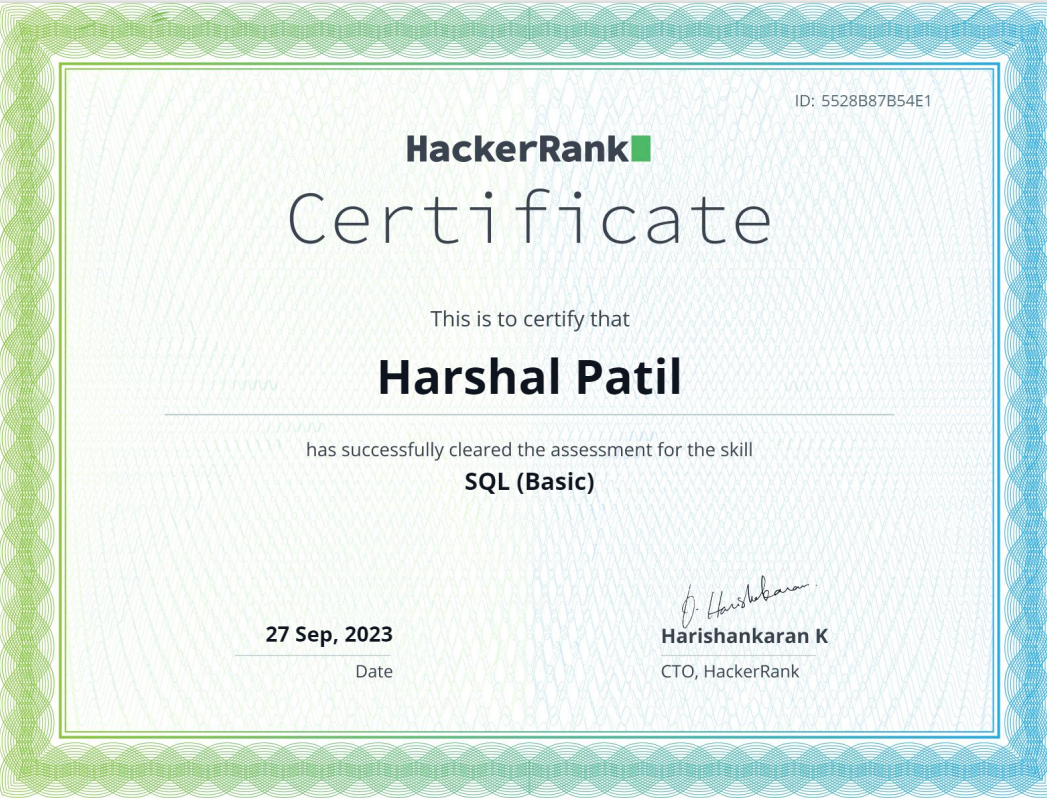 ID: 5528B87B54E1
HackerRank
Certificate
This is to certify that
Harshal Patil
has successfully cleared the assessment for the skill
SQL (Basic)
27 Sep, 2023
Date
Harishankaran K
CTO, HackerRank